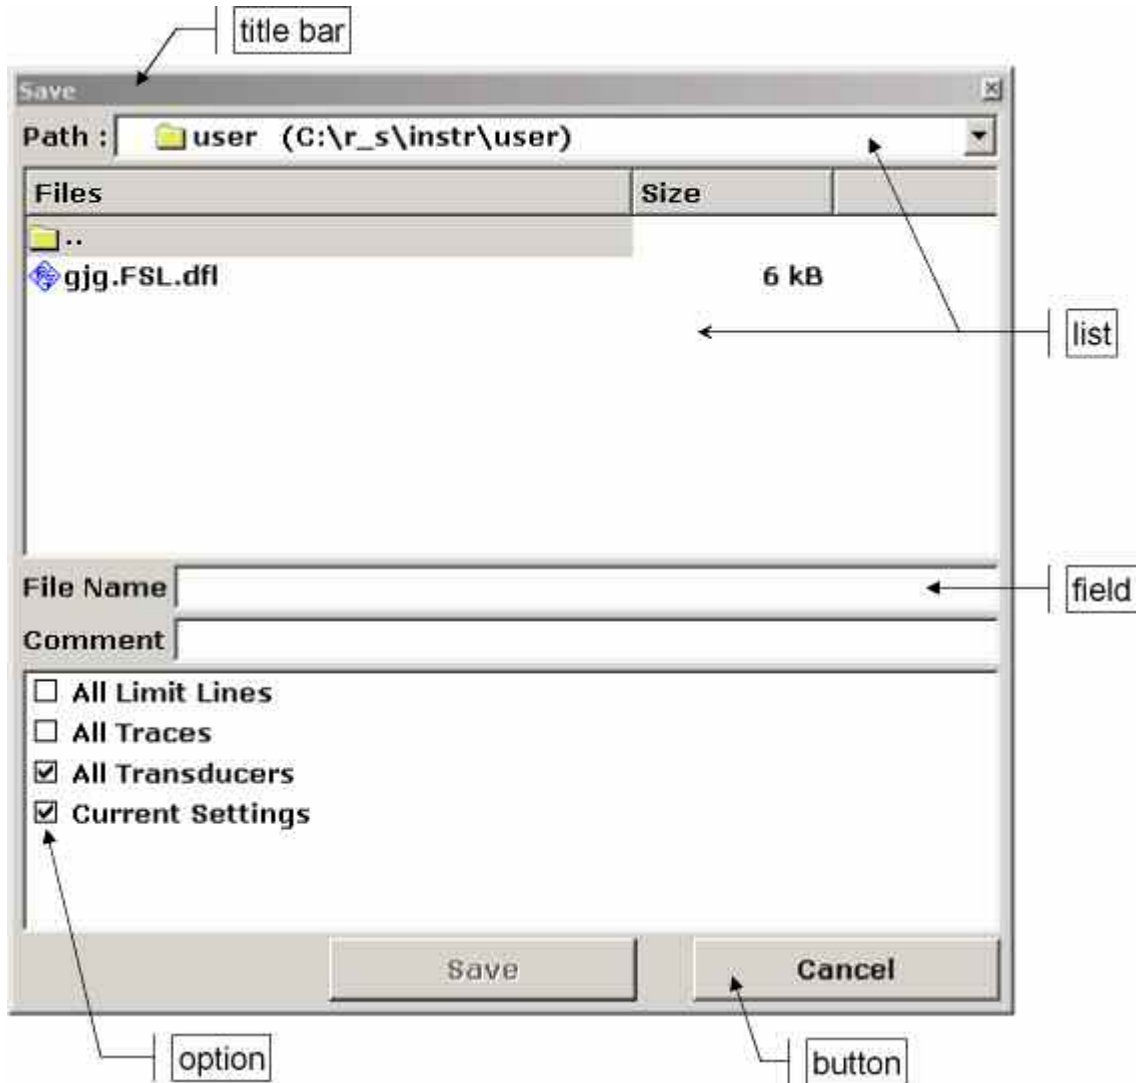 title bar
Save
Path : user (C:\r_s\instr\user)
Files Size
..
gjg.FSL.dfl 6 kB
list
File Name
field
Comment
All Limit Lines
All Traces
All Transducers
Current Settings
Save Cancel
option button